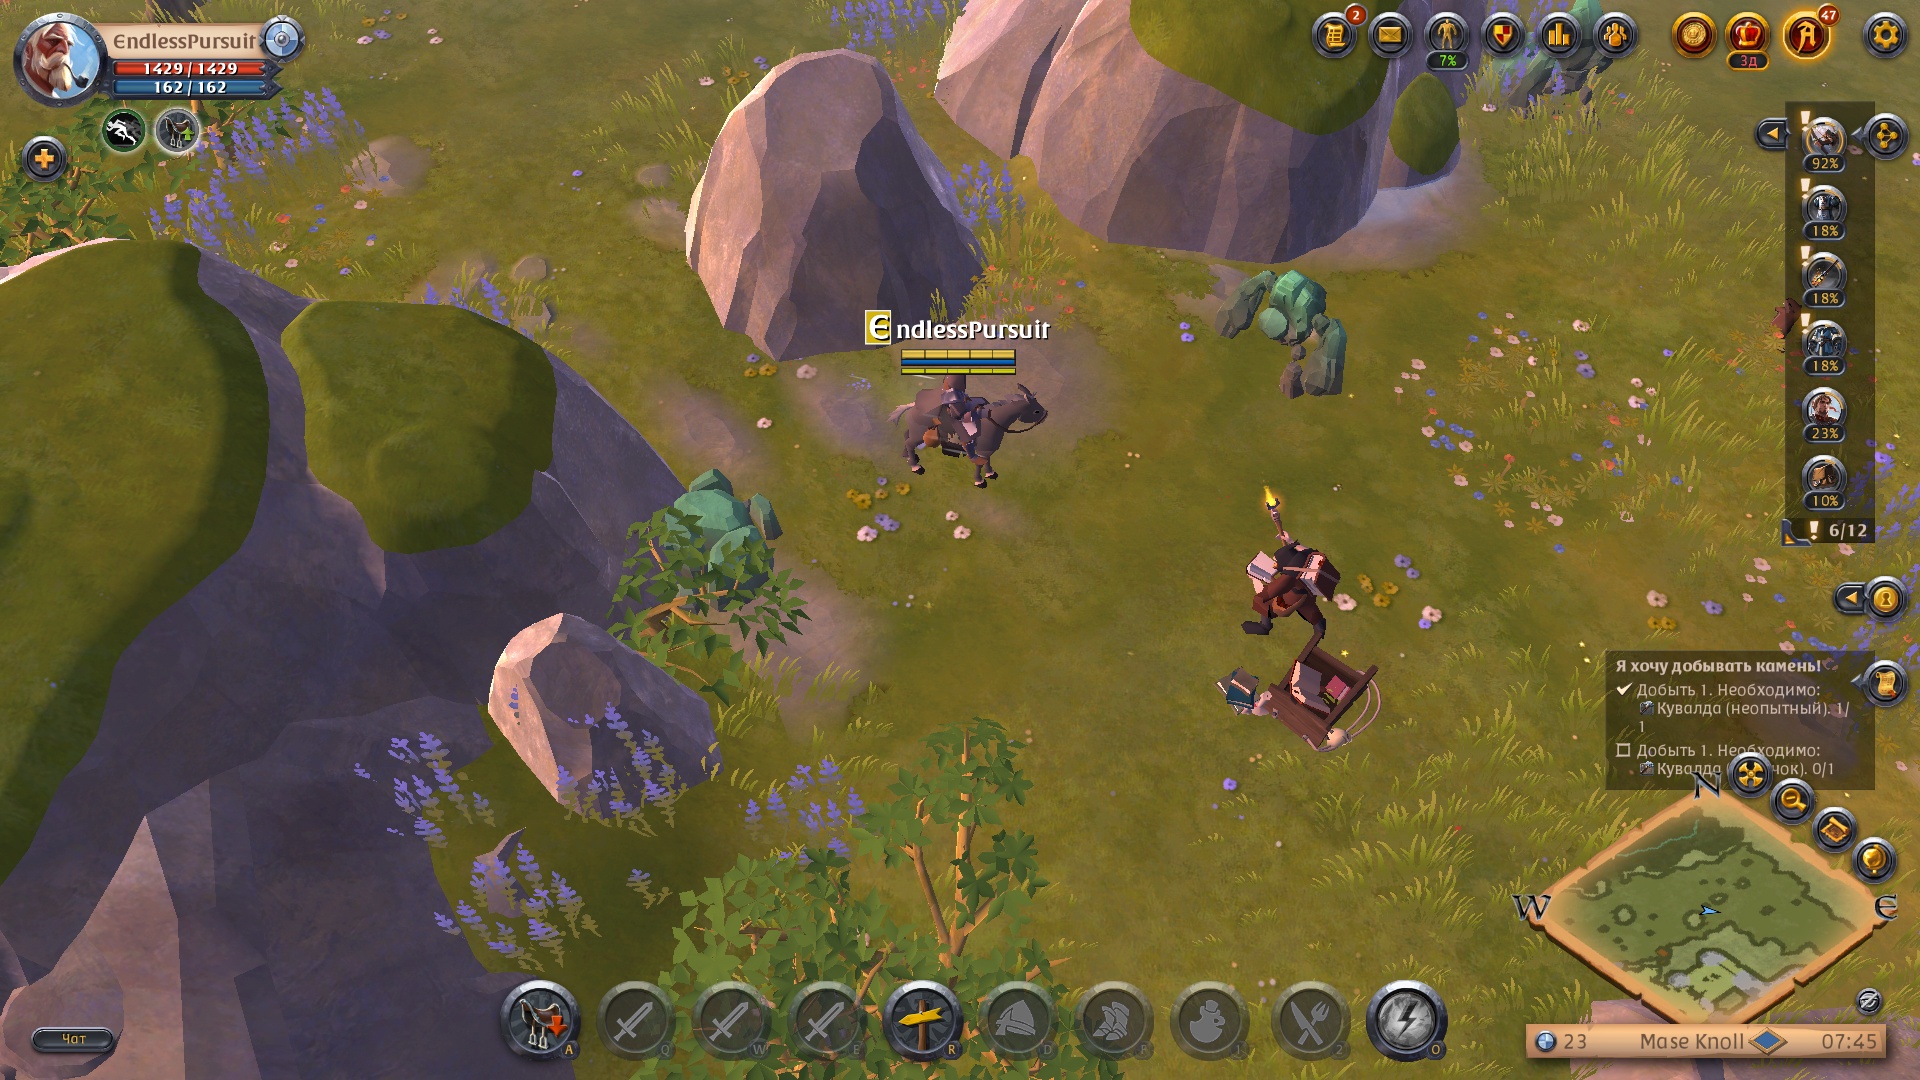 EndlessPursuit
1429 / 1429
162 / 162
2
7%
3д
47
92%
18%
18%
18%
23%
10%
6/12
EndlessPursuit
Я хочу добывать камень!
Добыть 1. Необходимо:
Кувалда (неопытный). 1/
1
Добыть 1. Необходимо:
Кувалда
чок). 0/1
N
W
E
A
Q
W
E
R
D
F
1
2
O
Чат
23
Mase Knoll
07:45